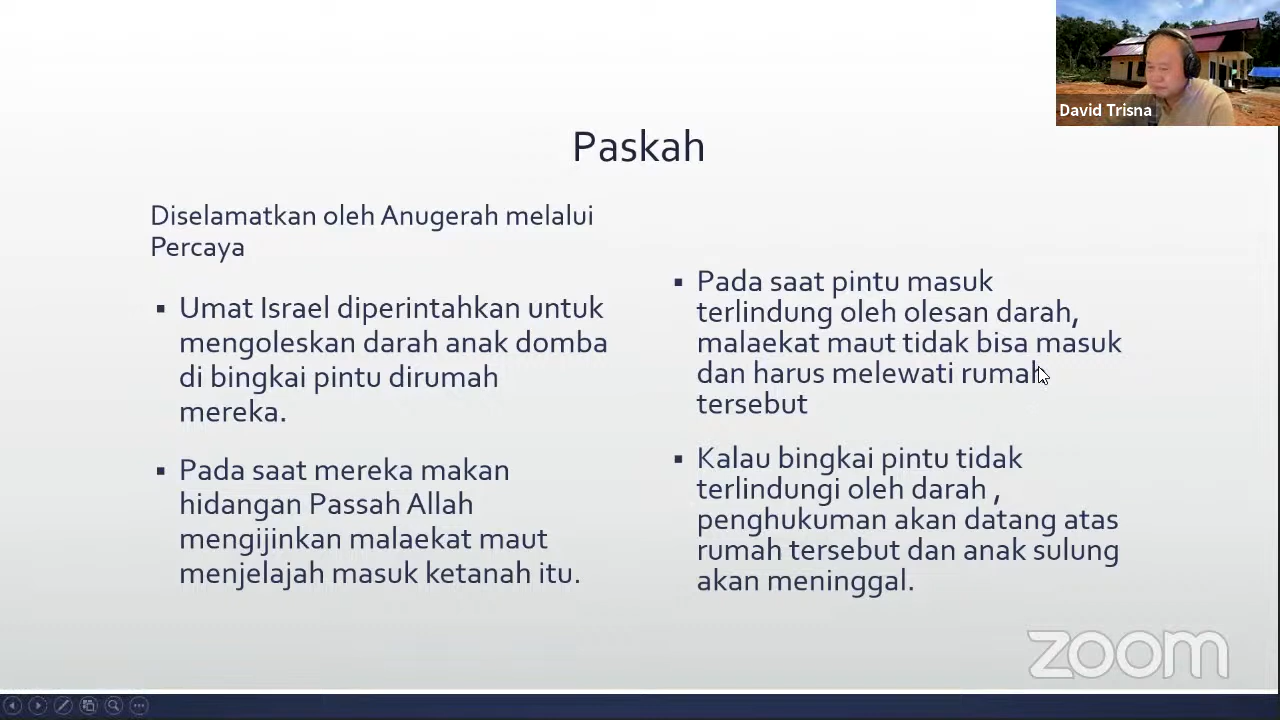 David Trisna
Paskah
Diselamatkan oleh Anugerah melalui
Percaya
▪ Umat Israel diperintahkan untuk
mengoleskan darah anak domba
di bingkai pintu dirumah
mereka.
▪ Pada saat mereka makan
hidangan Passah Allah
mengijinkan malaekat maut
menjelajah masuk ketanah itu.
▪ Pada saat pintu masuk
terlindung oleh olesan darah,
malaekat maut tidak bisa masuk
dan harus melewati rumah
tersebut
▪ Kalau bingkai pintu tidak
terlindungi oleh darah ,
penghukuman akan datang atas
rumah tersebut dan anak sulung
akan meninggal.
zoom